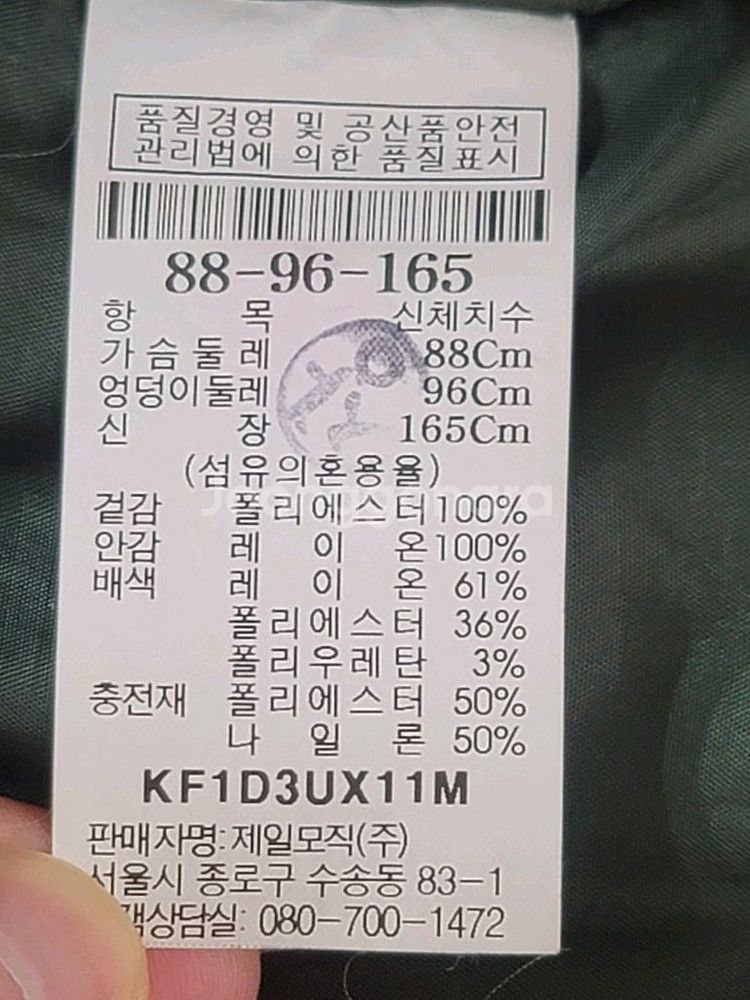 품질경영 및 공산품안전
관리법에 의한 품질표시
88-96-165
항 목 신체치수
가슴둘레 88Cm
엉덩이둘레 96Cm
신 장 165Cm
(섬유의혼용율)
겉감 폴리에스터 100%
안감 레 이 온 100%
배색 레 이 온 61%
폴리에스터 36%
폴리우레탄 3%
충전재 폴리에스터 50%
나 일 론 50%
KF1D3UX11M
판매자명:제일모직(주)
서울시 종로구 수송동 83-1
객상담실: 080-700-1472